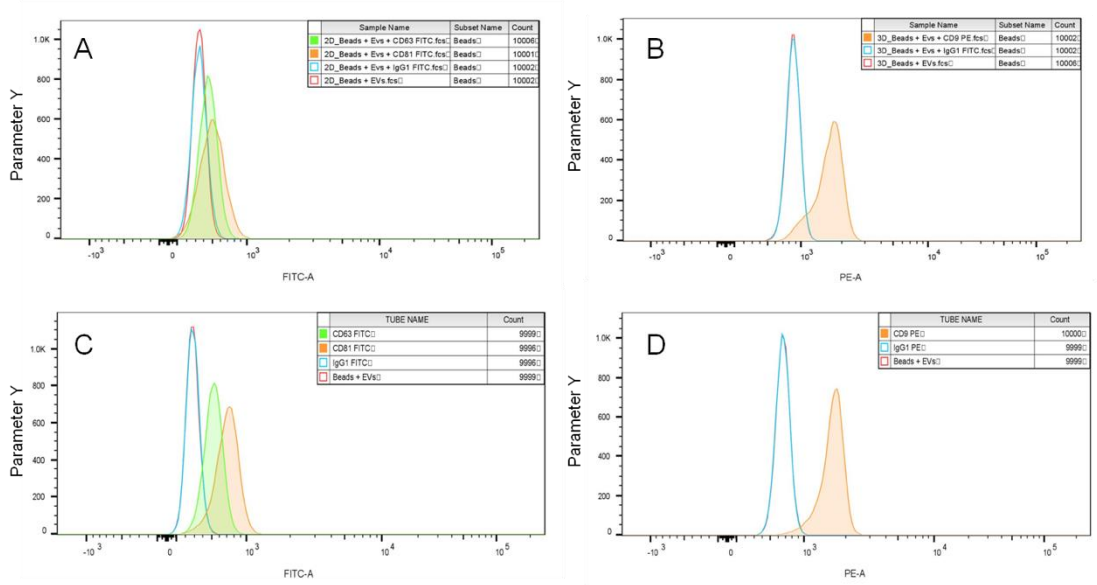 A
Sample Name Subset Name Count
2D_Beads + Evs + CD63 FITC.fcs□ Beads□ 10006□
2D_Beads + Evs + CD81 FITC.fcs□ Beads□ 10001□
2D_Beads + Evs + IgG1 FITC.fcs□ Beads□ 10002□
2D_Beads + EVs.fcs□ Beads□ 10002□
Parameter Y
1.0K
800
600
400
200
0
-10³ 0 10³ 10⁴ 10⁵
FITC-A
B
Sample Name Subset Name Count
3D_Beads + Evs + CD9 PE.fcs□ Beads□ 10002□
3D_Beads + Evs + IgG1 FITC.fcs□ Beads□ 10002□
3D_Beads + EVs.fcs□ Beads□ 10006□
Parameter Y
1.0K
800
600
400
200
0
-10³ 0 10³ 10⁴ 10⁵
PE-A
C
TUBE NAME Count
CD63 FITC□ 9999□
CD81 FITC□ 9996□
IgG1 FITC□ 9996□
Beads + EVs□ 9999□
Parameter Y
1.0K
800
600
400
200
0
-10³ 0 10³ 10⁴ 10⁵
FITC-A
D
TUBE NAME Count
CD9 PE□ 10000□
IgG1 PE□ 9999□
Beads + EVs□ 9999□
Parameter Y
1.0K
800
600
400
200
0
-10³ 0 10³ 10⁴ 10⁵
PE-A